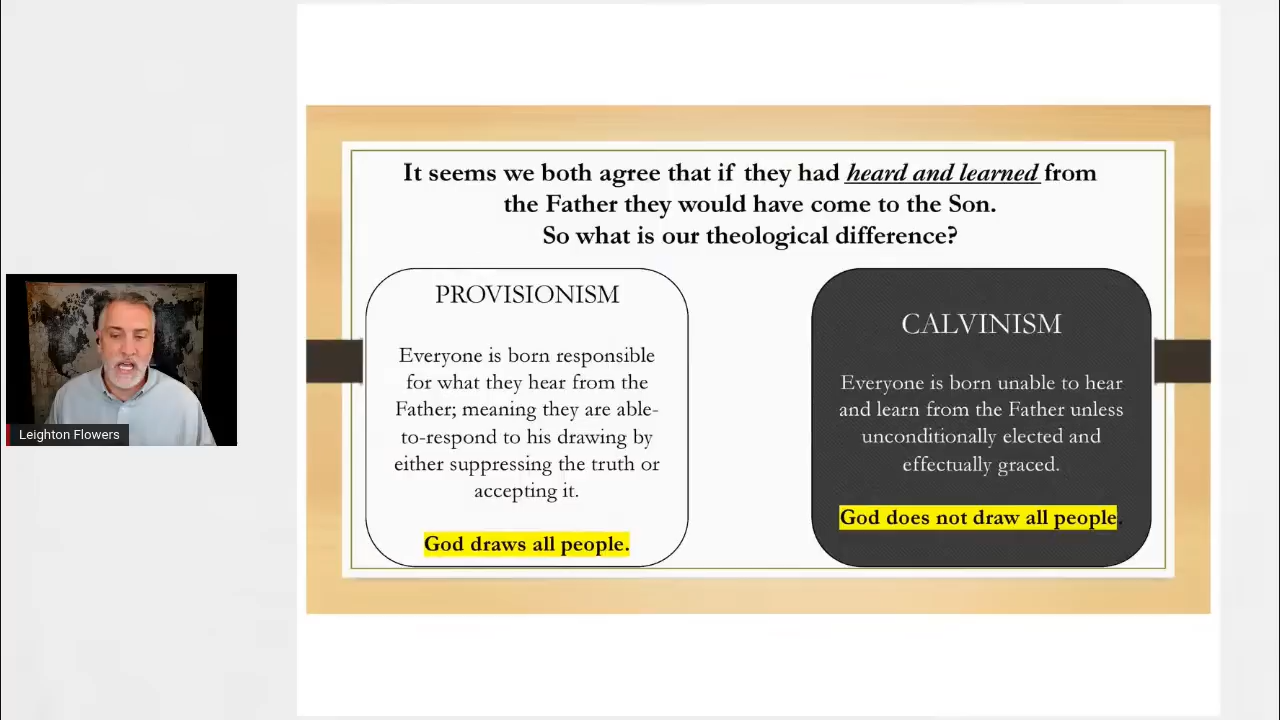 It seems we both agree that if they had heard and learned from
the Father they would have come to the Son.
So what is our theological difference?
PROVISIONISM
Everyone is born responsible
for what they hear from the
Father; meaning they are able-
to-respond to his drawing by
either suppressing the truth or
accepting it.
God draws all people.
CALVINISM
Everyone is born unable to hear
and learn from the Father unless
unconditionally elected and
effectually graced.
God does not draw all people.
Leighton Flowers